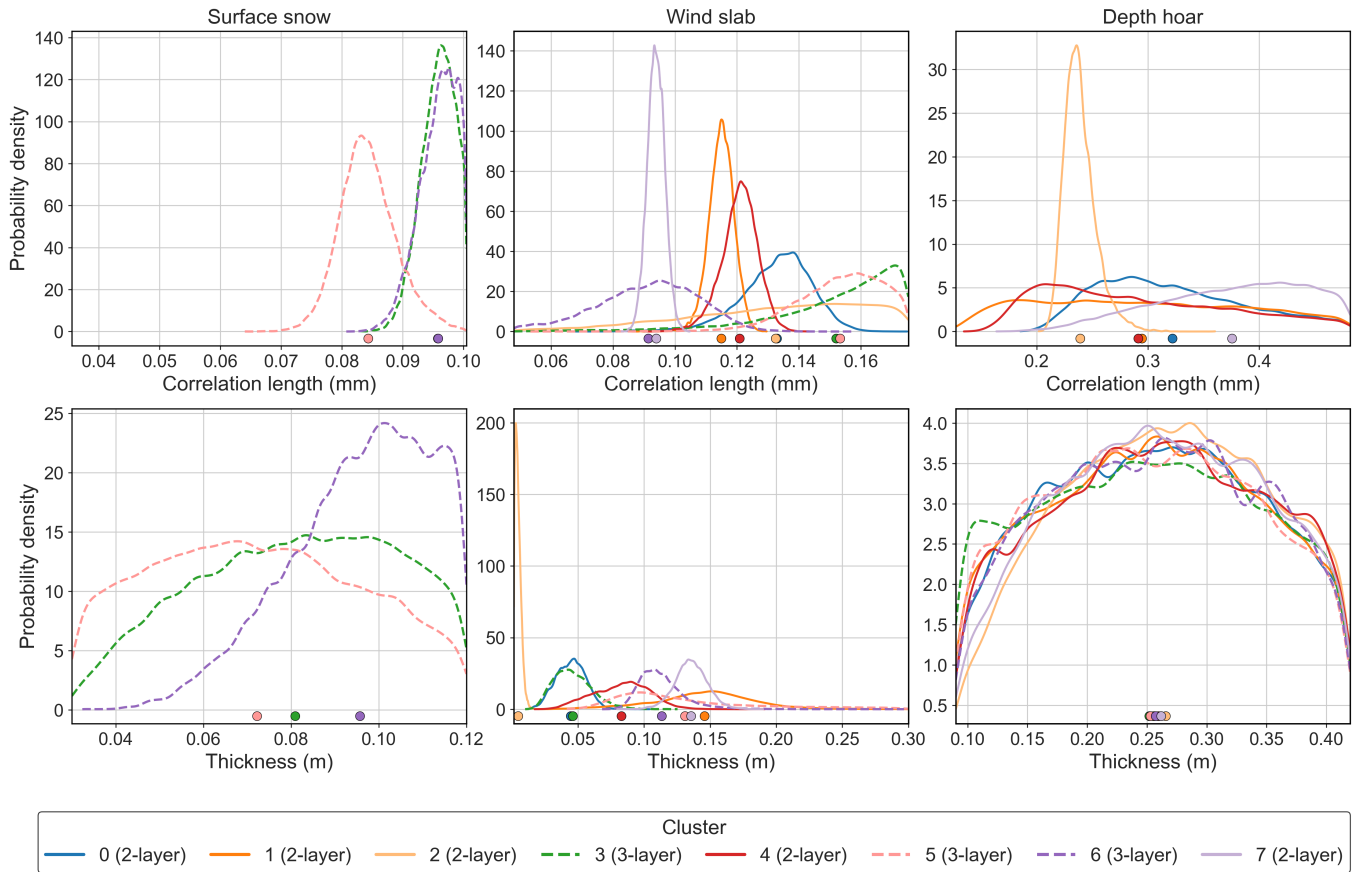 Surface snow
Wind slab
Depth hoar
Probability density
140
120
100
80
60
40
20
0
0.04 0.05 0.06 0.07 0.08 0.09 0.10
Correlation length (mm)
140
120
100
80
60
40
20
0
0.06 0.08 0.10 0.12 0.14 0.16
Correlation length (mm)
30
25
20
15
10
5
0
0.2 0.3 0.4
Correlation length (mm)
Probability density
25
20
15
10
5
0
0.04 0.06 0.08 0.10 0.12
Thickness (m)
200
150
100
50
0
0.05 0.10 0.15 0.20 0.25 0.30
Thickness (m)
4.0
3.5
3.0
2.5
2.0
1.5
1.0
0.5
0.10 0.15 0.20 0.25 0.30 0.35 0.40
Thickness (m)
Cluster
0 (2-layer) 1 (2-layer) 2 (2-layer) 3 (3-layer) 4 (2-layer) 5 (3-layer) 6 (3-layer) 7 (2-layer)